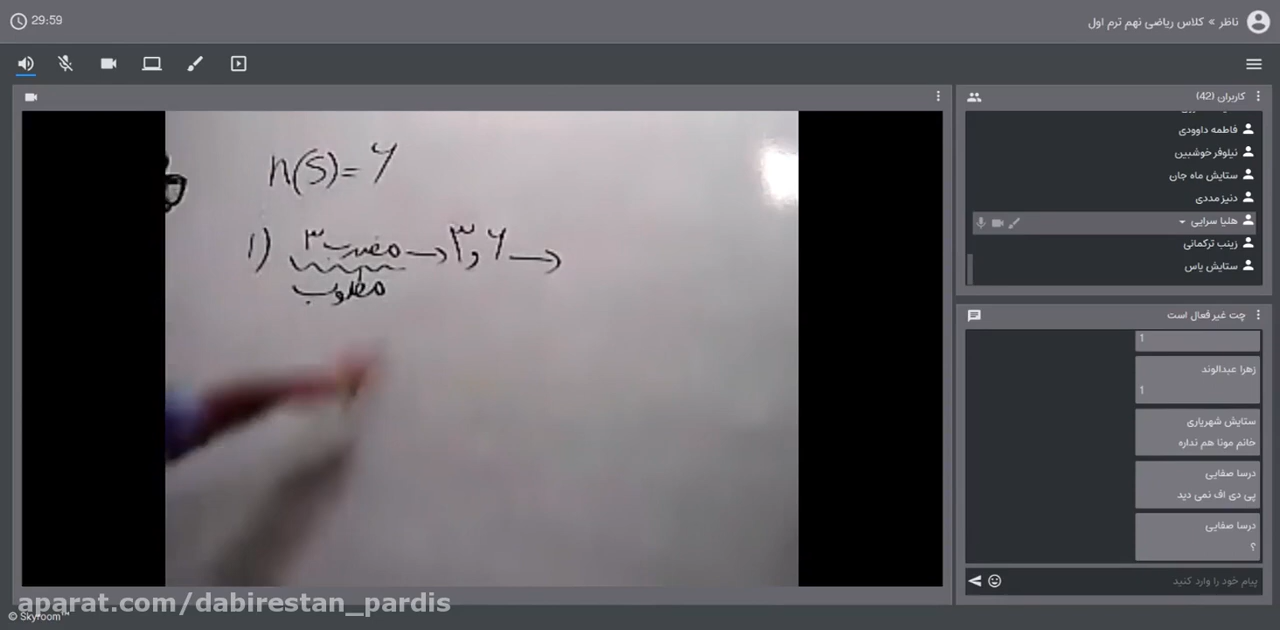 29:59
ناظر » کلاس ریاضی نهم ترم اول
n(S)=۶
۱) مضرب ۳ → ۳,۶ →
مطلوب
کاربران (42)
فاطمه داوودی
نیلوفر خوشبین
ستایش ماه جان
دنیز مددی
هلیا سرایی
زینب ترکمانی
ستایش یاس
چت غیر فعال است
1
زهرا عبدالوند
1
ستایش شهریاری
خانم مونا هم نداره
درسا صفایی
پی دی اف نمی دید
درسا صفایی
؟
پیام خود را وارد کنید
aparat.com/dabirestan_pardis
© Skyroom™